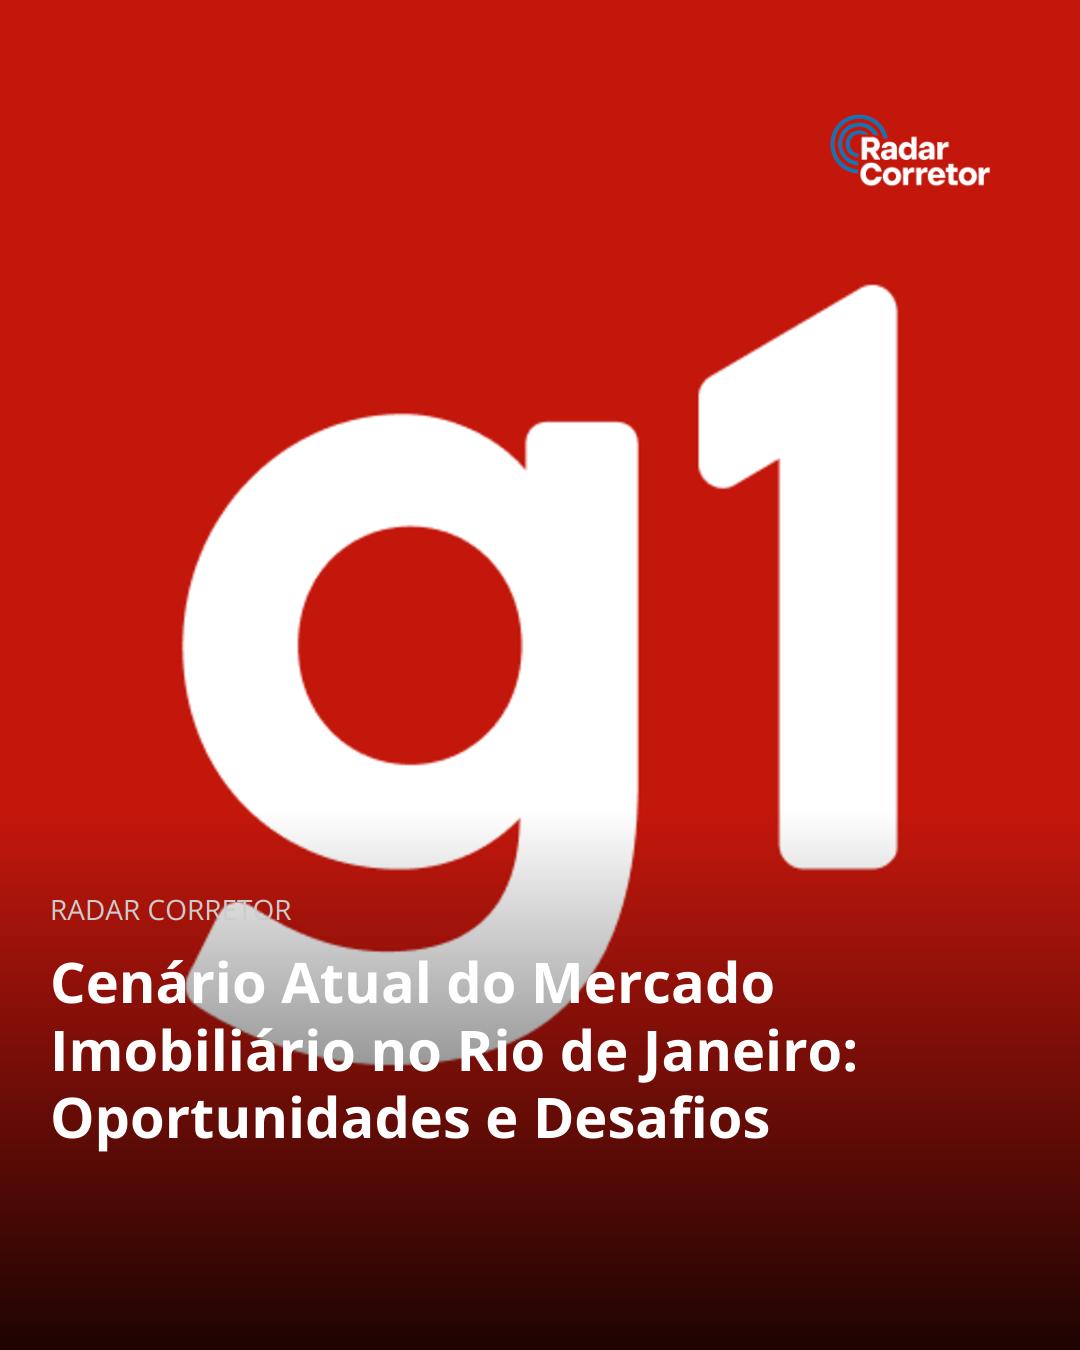 Radar
Corretor
g1
RADAR CORRETOR
Cenário Atual do Mercado
Imobiliário no Rio de Janeiro:
Oportunidades e Desafios